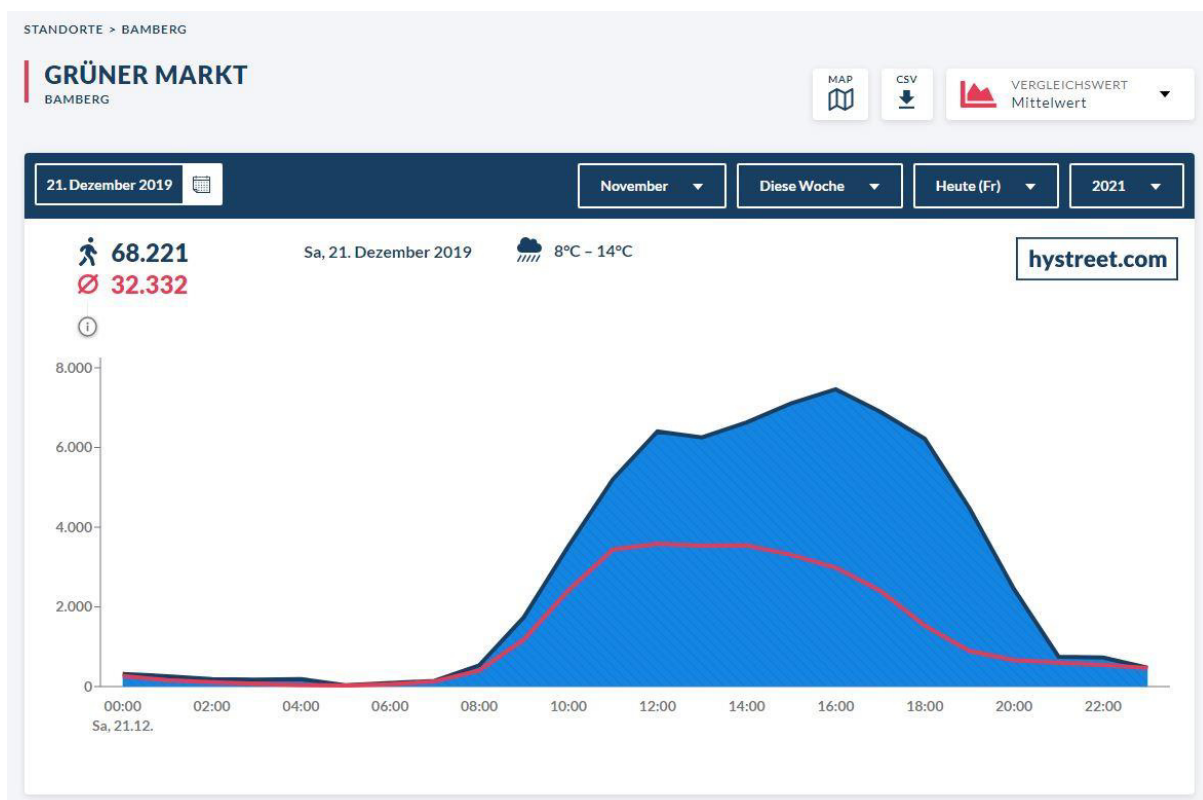 STANDORTE > BAMBERG
GRÜNER MARKT
BAMBERG
MAP
CSV
VERGLEICHSWERT
Mittelwert
21. Dezember 2019
November
Diese Woche
Heute (Fr)
2021
68.221
Sa, 21. Dezember 2019
8°C – 14°C
hystreet.com
Ø 32.332
i
8.000
6.000
4.000
2.000
0
00:00 02:00 04:00 06:00 08:00 10:00 12:00 14:00 16:00 18:00 20:00 22:00
Sa, 21.12.